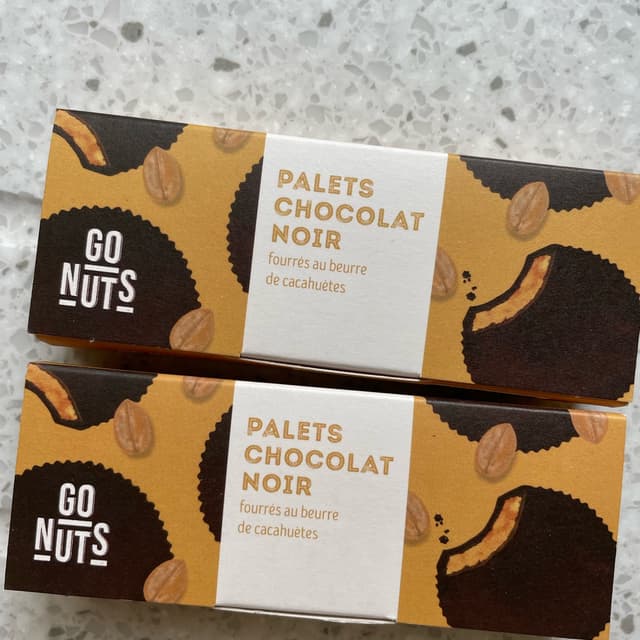 GO
NUTS
PALETS
CHOCOLAT
NOIR
fourrés au beurre
de cacahuètes
GO
NUTS
PALETS
CHOCOLAT
NOIR
fourrés au beurre
de cacahuètes